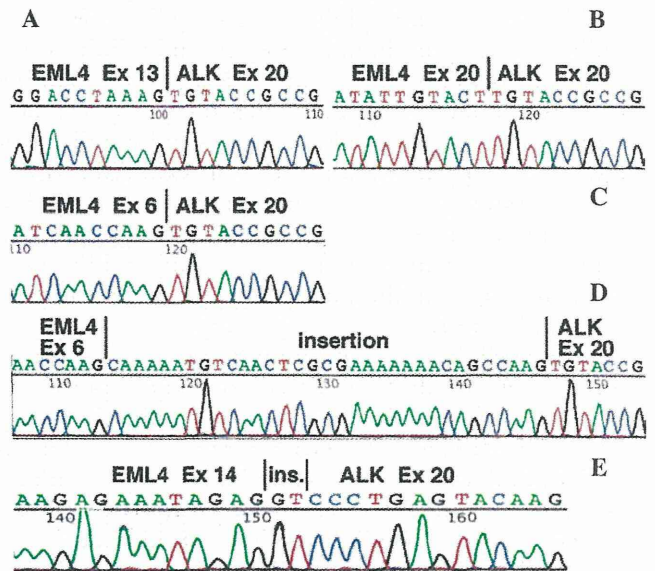 A
B
EML4 Ex 13 ALK Ex 20
GGACCTAAAGTGTACCGCCG
100 110
EML4 Ex 20 ALK Ex 20
ATATTGTACTTGTACCGCCG
110 120
C
EML4 Ex 6 ALK Ex 20
ATCAACCAAGTGTACCGCCG
110 120
D
EML4 Ex 6 insertion ALK Ex 20
AACCAAGCAAAAATGTCAACTCGCGAAAAAAACAGCCAAGTGTACCG
110 120 130 140 150
E
EML4 Ex 14 ins. ALK Ex 20
AAGAGAAATAGAGGTCCCTGAGTACAAG
140 150 160